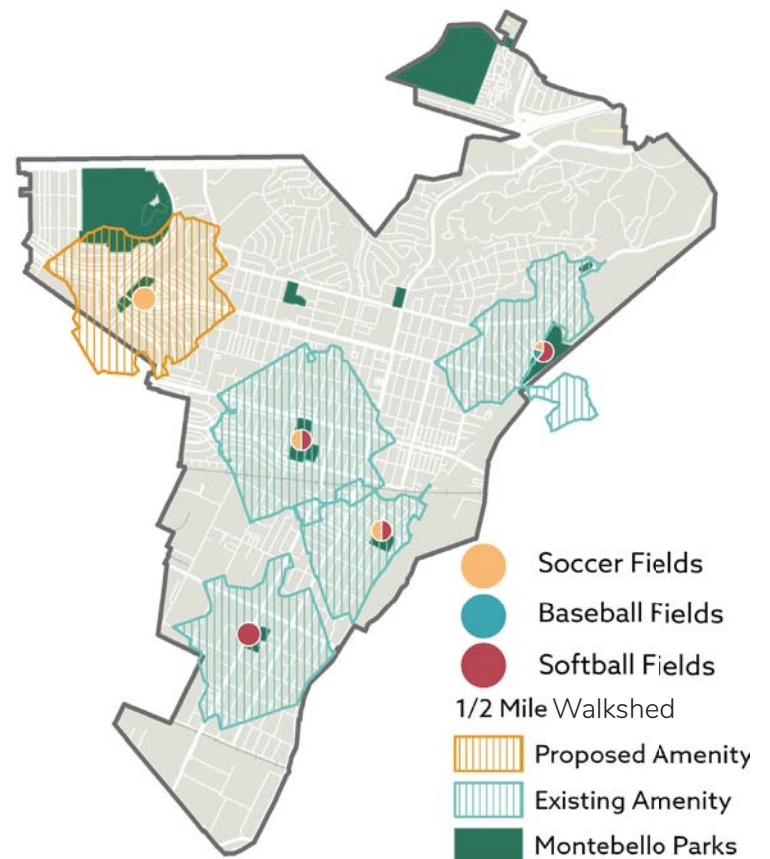 Soccer Fields
Baseball Fields
Softball Fields
1/2 Mile Walkshed
Proposed Amenity
Existing Amenity
Montebello Parks